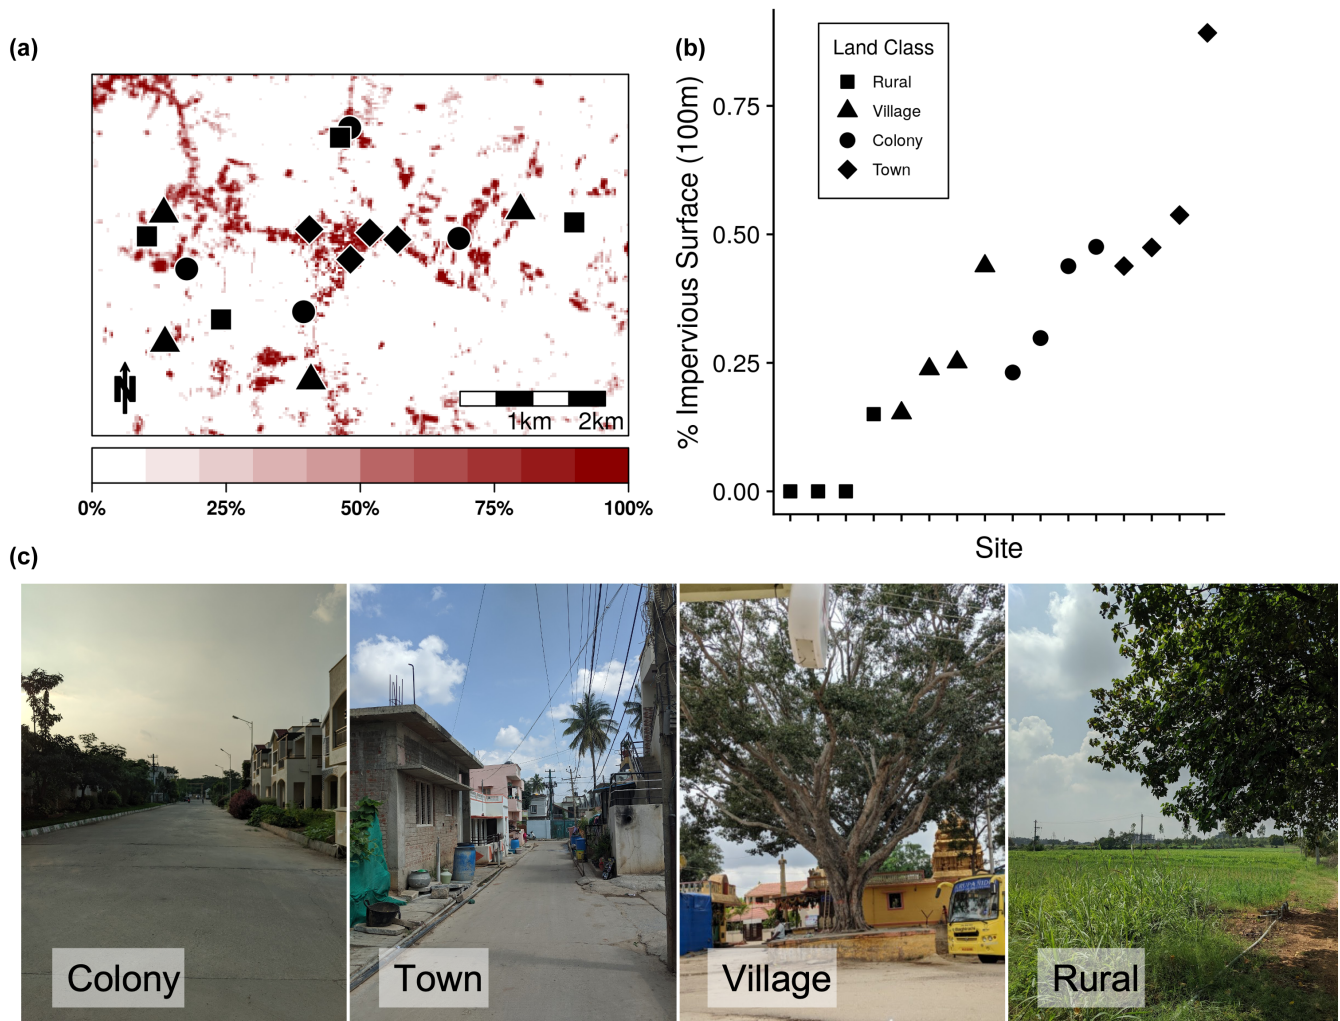 (a)
N
1km 2km
0% 25% 50% 75% 100%
(b)
Land Class
Rural
Village
Colony
Town
% Impervious Surface (100m)
0.75
0.50
0.25
0.00
Site
(c)
Colony
Town
Village
Rural